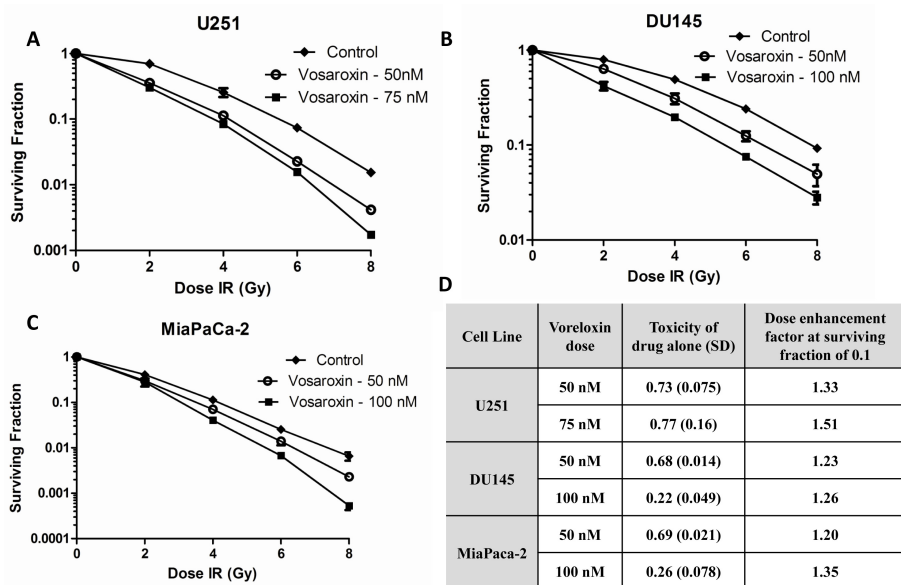 A
U251
Control
Vosaroxin - 50nM
Vosaroxin - 75 nM
Surviving Fraction
1
0.1
0.01
0.001
0 2 4 6 8
Dose IR (Gy)
B
DU145
Control
Vosaroxin - 50nM
Vosaroxin - 100 nM
Surviving Fraction
1
0.1
0.01
0 2 4 6 8
Dose IR (Gy)
C
MiaPaCa-2
Control
Vosaroxin - 50 nM
Vosaroxin - 100 nM
Surviving Fraction
1
0.1
0.01
0.001
0.0001
0 2 4 6 8
Dose IR (Gy)
D
Cell Line
Voreloxin
dose
Toxicity of
drug alone (SD)
Dose enhancement
factor at surviving
fraction of 0.1
U251
50 nM 0.73 (0.075) 1.33
75 nM 0.77 (0.16) 1.51
DU145
50 nM 0.68 (0.014) 1.23
100 nM 0.22 (0.049) 1.26
MiaPaca-2
50 nM 0.69 (0.021) 1.20
100 nM 0.26 (0.078) 1.35